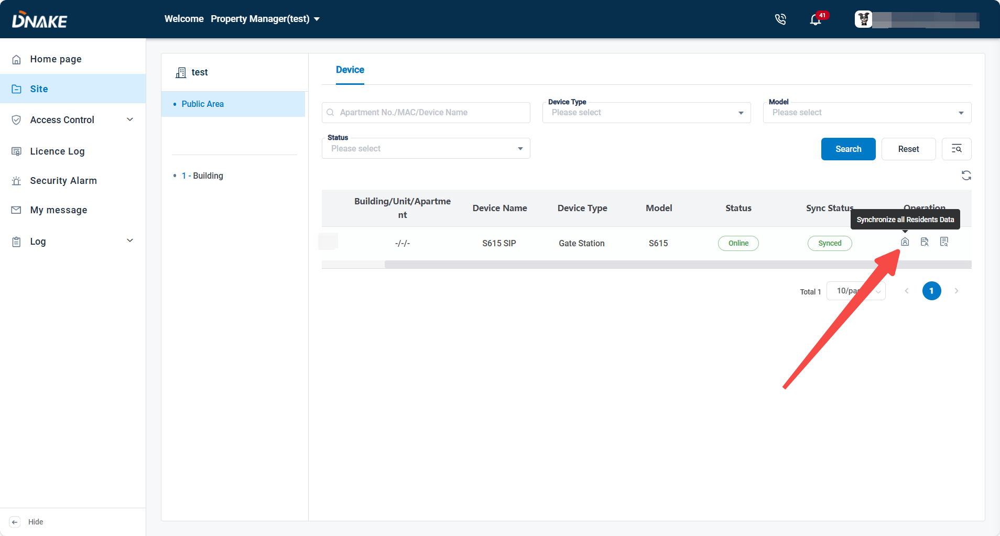 DNAKE
Welcome Property Manager(test)
41
Home page
Site
Access Control
Licence Log
Security Alarm
My message
Log
Hide
test
Public Area
1 - Building
Device
Apartment No./MAC/Device Name
Device Type
Please select
Model
Please select
Status
Please select
Search
Reset
Building/Unit/Apartme
nt
Device Name
Device Type
Model
Status
Sync Status
Operation
Synchronize all Residents Data
-/-/-
S615 SIP
Gate Station
S615
Online
Synced
Total 1
10/pa
1